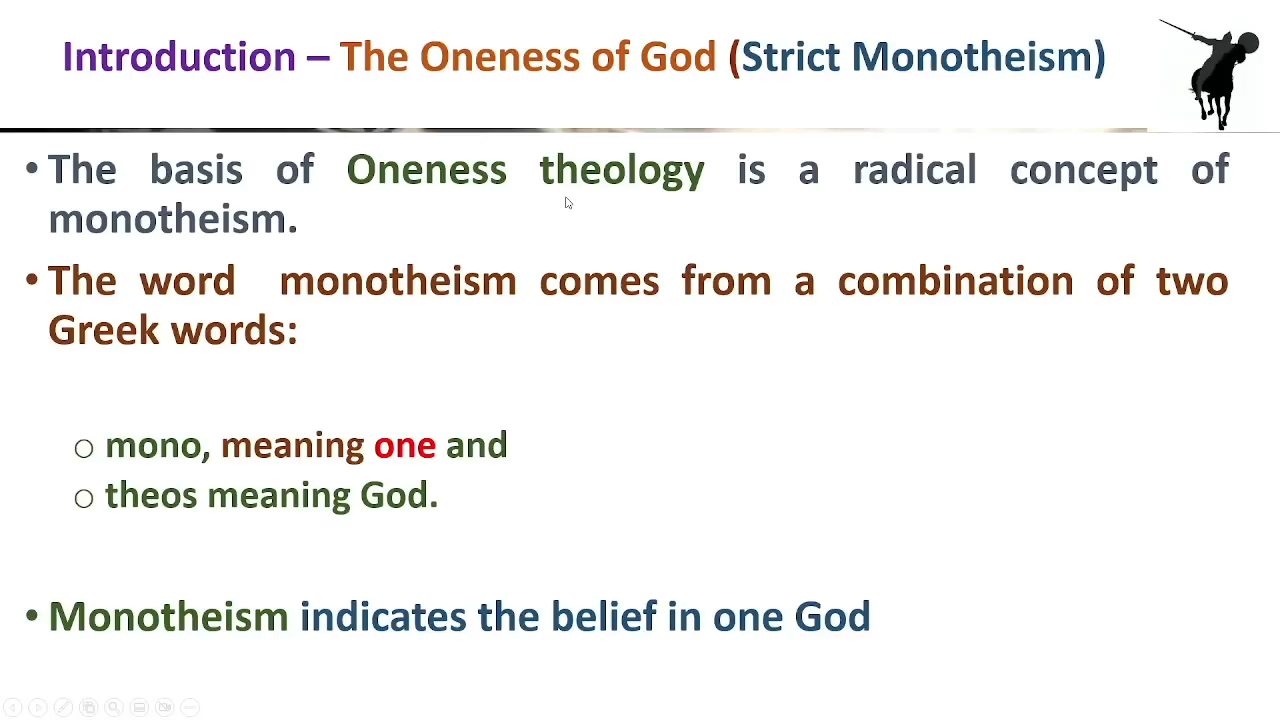 Introduction – The Oneness of God (Strict Monotheism)
• The basis of Oneness theology is a radical concept of
monotheism.
• The word monotheism comes from a combination of two
Greek words:
o mono, meaning one and
o theos meaning God.
• Monotheism indicates the belief in one God